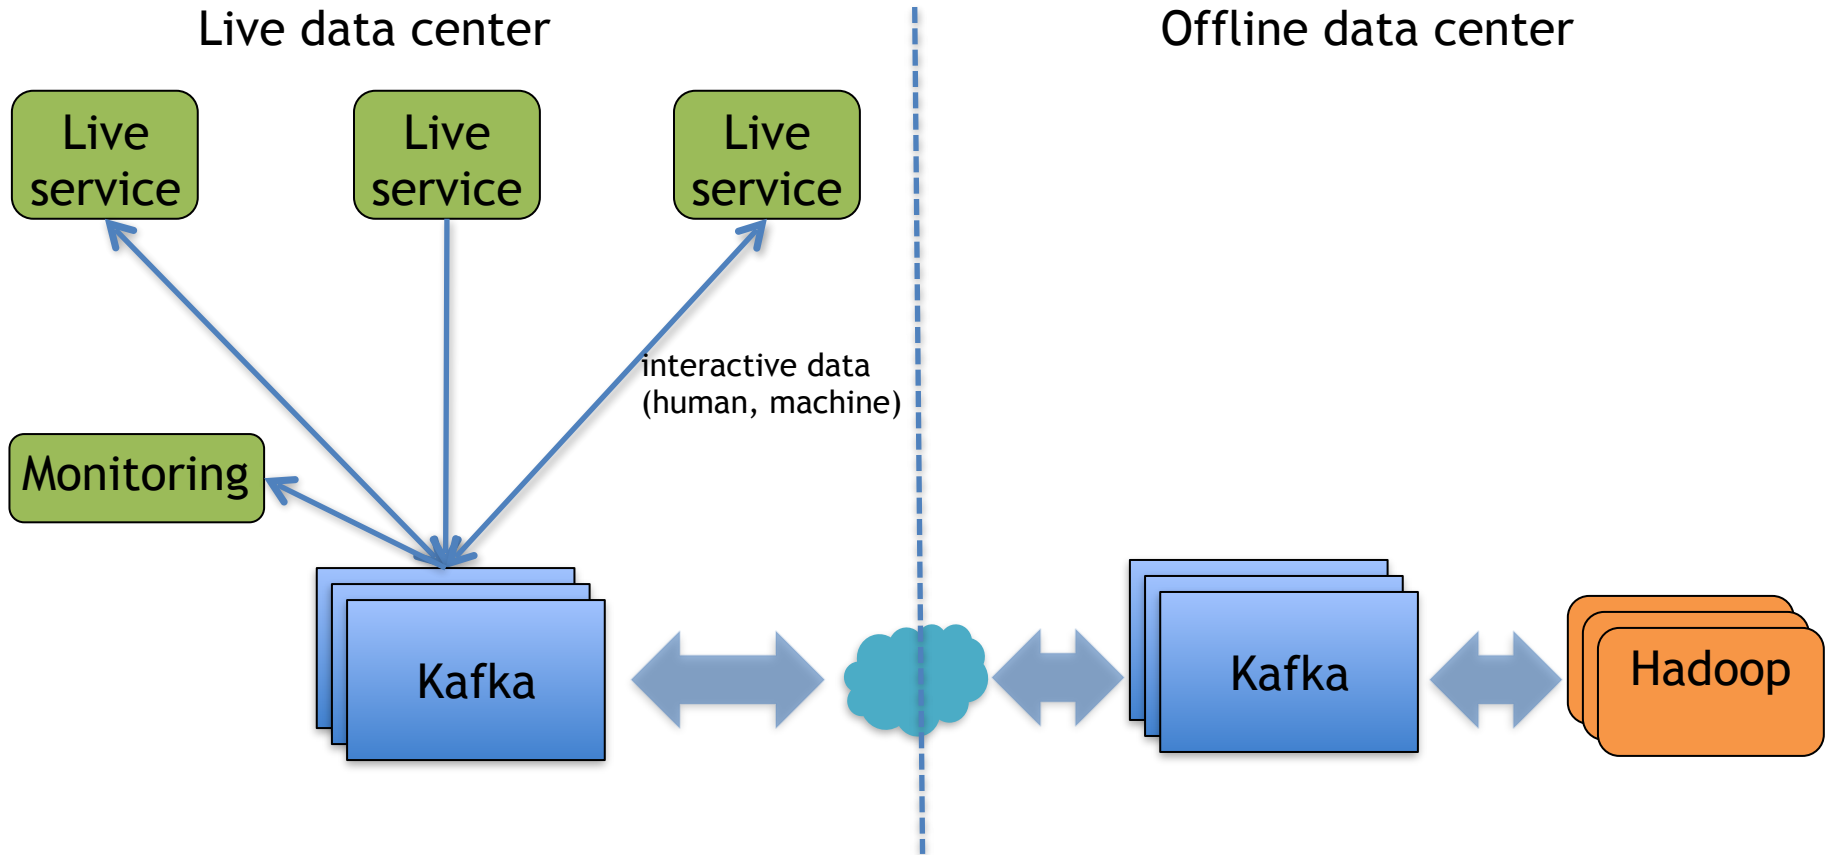 Live data center
Offline data center
Live
service
Live
service
Live
service
interactive data
(human, machine)
Monitoring
Kafka
Kafka
Hadoop